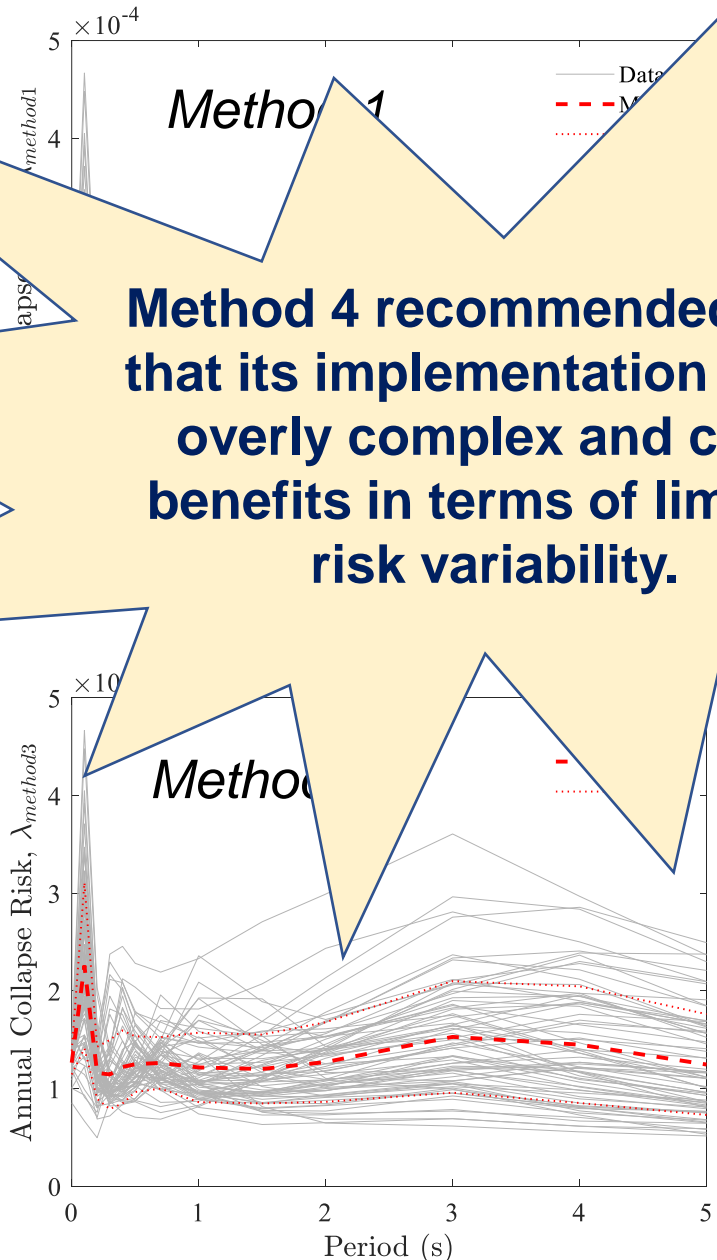 ×10⁻⁴
5
4
Method 1
Data
method1
Method 4 recommended
that its implementation
overly complex and c
benefits in terms of lim
risk variability.
×10
5
4
3
2
1
0
Metho
Annual Collapse Risk, λmethod3
0 1 2 3 4 5
Period (s)